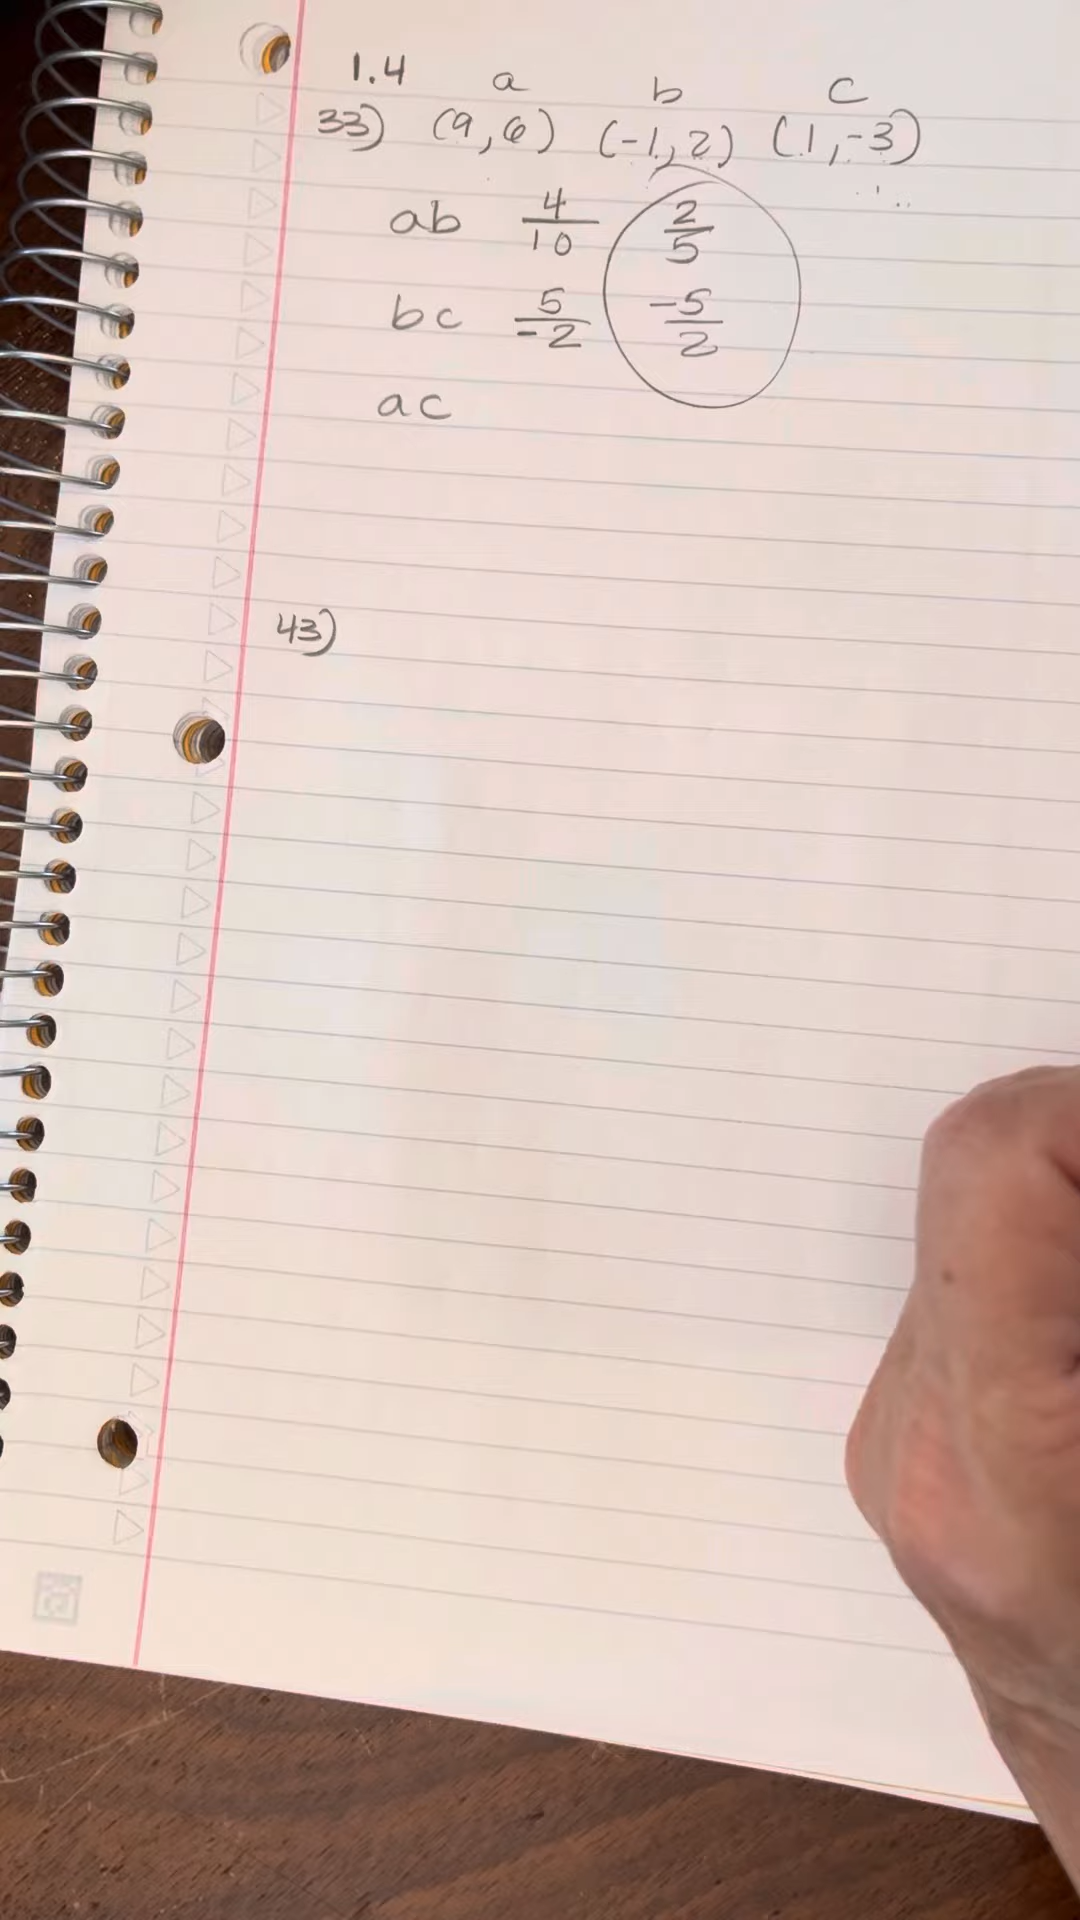 1.4 a b c
33) (9,6) (-1,2) (1,-3)
ab 4/10 2/5
bc 5/-2 -5/2
ac
43)